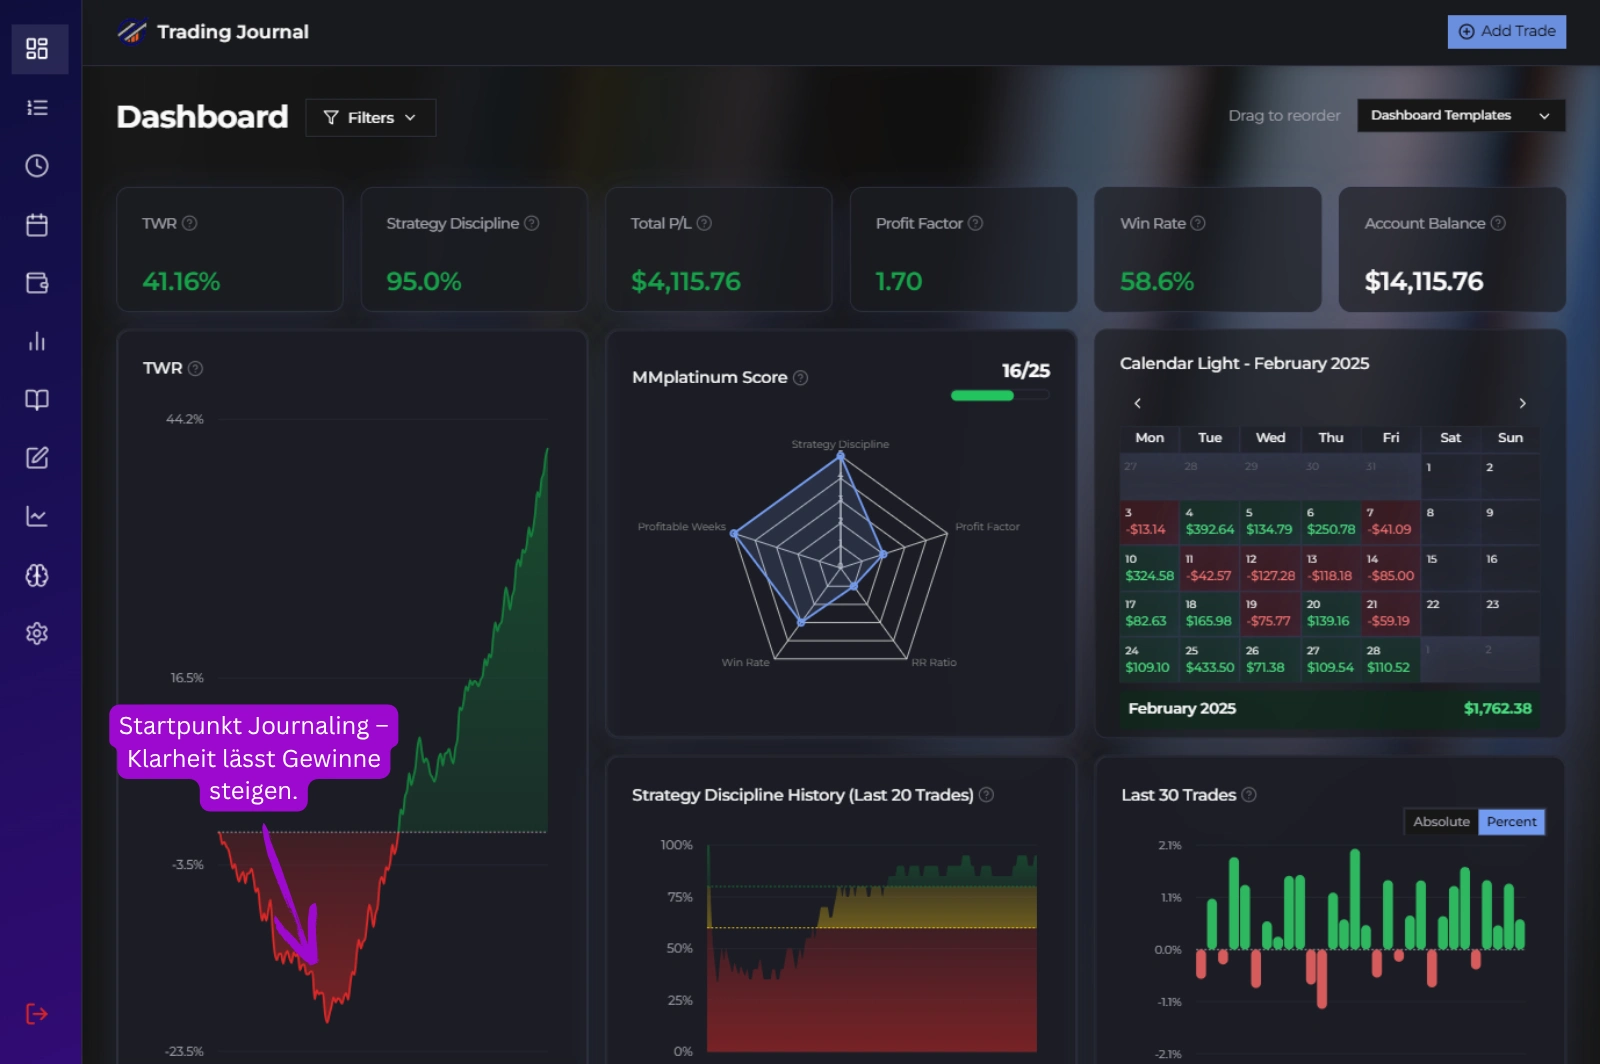 Trading Journal
Add Trade
Dashboard
Filters
Drag to reorder
Dashboard Templates
TWR
41.16%
Strategy Discipline
95.0%
Total P/L
$4,115.76
Profit Factor
1.70
Win Rate
58.6%
Account Balance
$14,115.76
TWR
44.2%
16.5%
-3.5%
-23.5%
Startpunkt Journaling –
Klarheit lässt Gewinne
steigen.
MMplatinum Score
16/25
Strategy Discipline
Profit Factor
RR Ratio
Win Rate
Profitable Weeks
Calendar Light - February 2025
Mon Tue Wed Thu Fri Sat Sun
27 28 29 30 31 1 2
3 4 5 6 7 8 9
-$13.14 $392.64 $134.79 $250.78 -$41.09
10 11 12 13 14 15 16
$324.58 -$42.57 -$127.28 -$118.18 -$85.00
17 18 19 20 21 22 23
$82.63 $165.98 -$75.77 $139.16 -$59.19
24 25 26 27 28 1 2
$109.10 $433.50 $71.38 $109.54 $110.52
February 2025 $1,762.38
Strategy Discipline History (Last 20 Trades)
100%
75%
50%
25%
0%
Last 30 Trades
Absolute Percent
2.1%
1.1%
0.0%
-1.1%
-2.1%